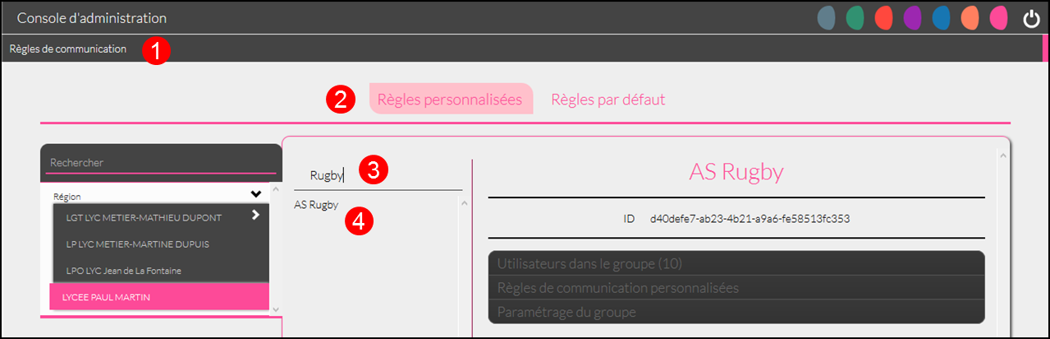 Console d'administration
Règles de communication 1
2 Règles personnalisées Règles par défaut
Rechercher
Région
LGT LYC METIER-MATHIEU DUPONT
LP LYC METIER-MARTINE DUPUIS
LPO LYC Jean de La Fontaine
LYCEE PAUL MARTIN
Rugby 3
AS Rugby 4
AS Rugby
ID d40defe7-ab23-4b21-a9a6-fe58513fc353
Utilisateurs dans le groupe (10)
Règles de communication personnalisées
Paramétrage du groupe